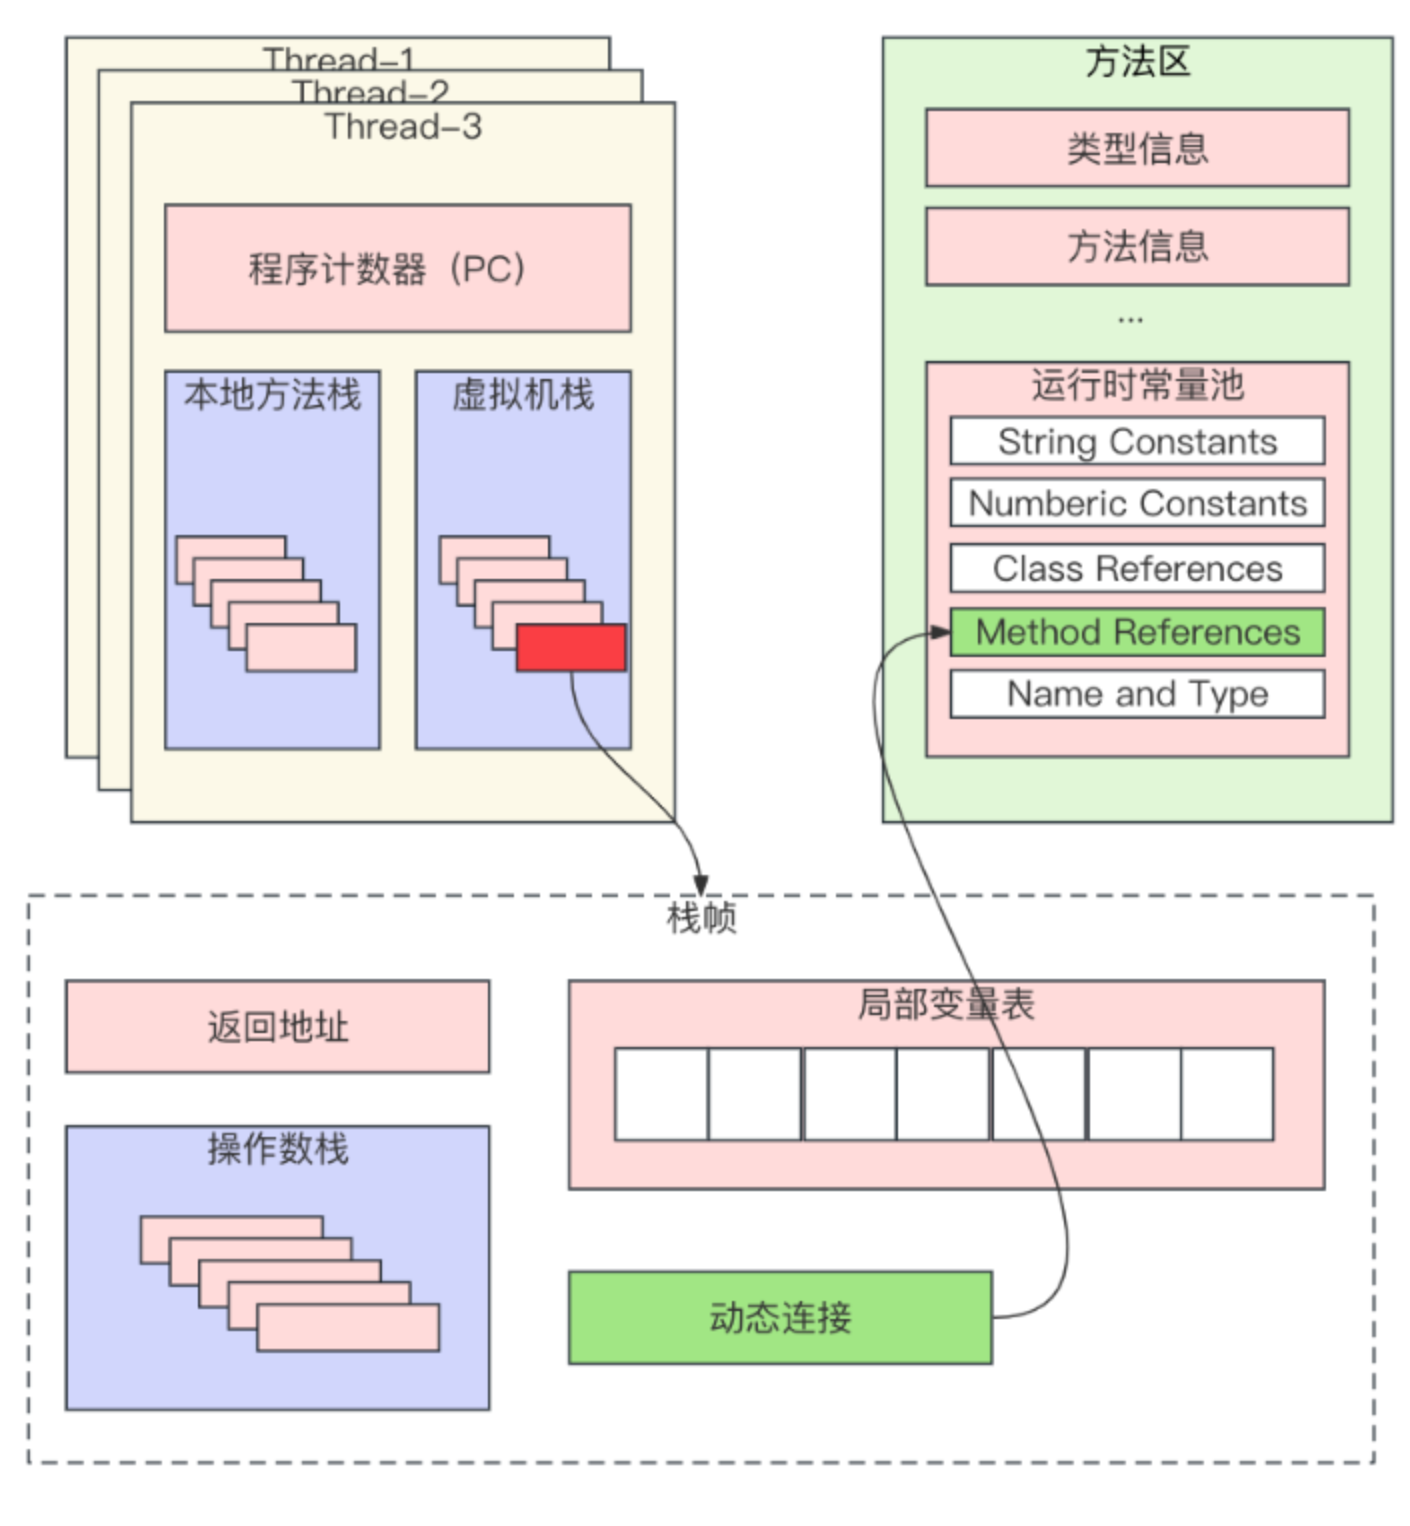 Thread-1
Thread-2
Thread-3
程序计数器（PC）
本地方法栈
虚拟机栈
方法区
类型信息
方法信息
...
运行时常量池
String Constants
Numberic Constants
Class References
Method References
Name and Type
栈帧
返回地址
局部变量表
操作数栈
动态连接